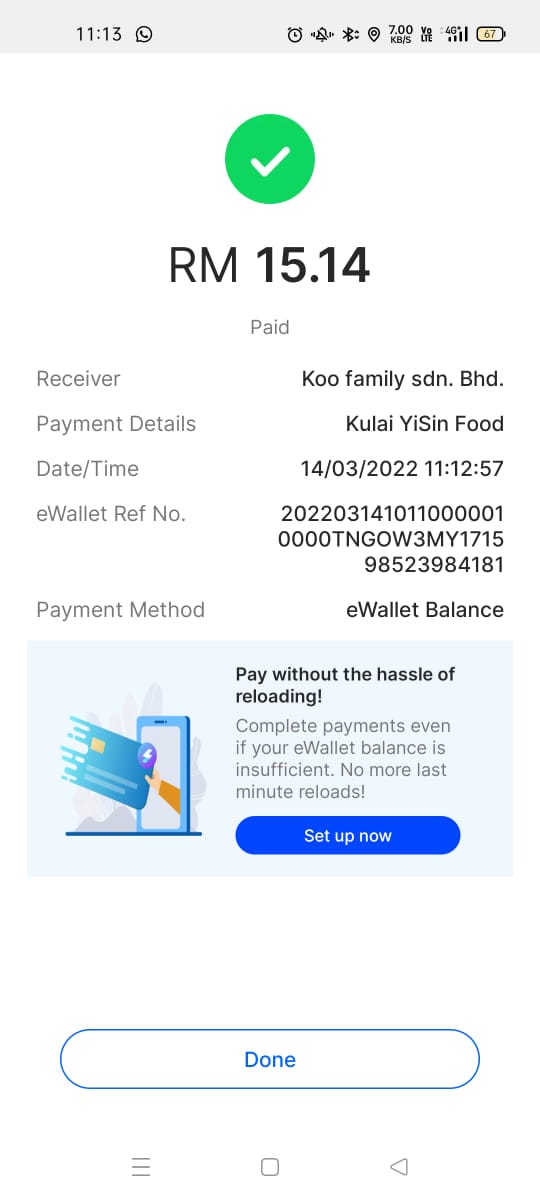 11:13
7.00
KB/S
Vo
LTE
4G+
67
RM 15.14
Paid
Receiver
Koo family sdn. Bhd.
Payment Details
Kulai YiSin Food
Date/Time
14/03/2022 11:12:57
eWallet Ref No.
202203141011000001
0000TNGOW3MY1715
98523984181
Payment Method
eWallet Balance
Pay without the hassle of
reloading!
Complete payments even
if your eWallet balance is
insufficient. No more last
minute reloads!
Set up now
Done